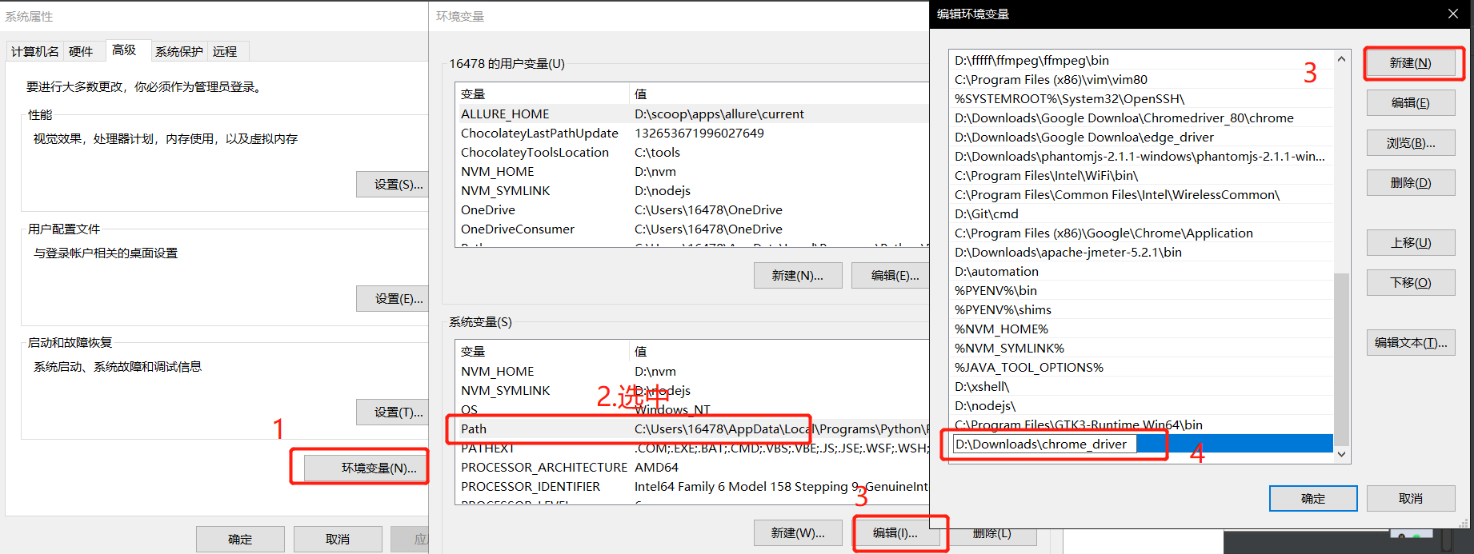 系统属性
计算机名 硬件 高级 系统保护 远程
要进行大多数更改，你必须作为管理员登录。
性能
视觉效果，处理器计划，内存使用，以及虚拟内存
设置(S)...
用户配置文件
与登录帐户相关的桌面设置
设置(E)...
启动和故障恢复
系统启动、系统故障和调试信息
设置(T)...
1
环境变量(N)...
确定 取消
环境变量
16478 的用户变量(U)
变量 值
ALLURE_HOME D:\scoop\apps\allure\current
ChocolateyLastPathUpdate 132653671996027649
ChocolateyToolsLocation C:\tools
NVM_HOME D:\nvm
NVM_SYMLINK D:\nodejs
OneDrive C:\Users\16478\OneDrive
OneDriveConsumer C:\Users\16478\OneDrive
新建(N)... 编辑(E)...
系统变量(S)
变量 值
NVM_HOME D:\nvm
NVM_SYMLINK D:\nodejs
2.选中
OS Windows_NT
Path C:\Users\16478\AppData\Local\Programs\Python\
PATHEXT .COM;.EXE;.BAT;.CMD;.VBS;.VBE;.JS;.JSE;.WSF;.WSH;
PROCESSOR_ARCHITECTURE AMD64
PROCESSOR_IDENTIFIER Intel64 Family 6 Model 158 Stepping 9, GenuineInt
3
新建(W)... 编辑(I)... 删除(L)
编辑环境变量
D:\fffff\ffmpeg\ffmpeg\bin
C:\Program Files (x86)\vim\vim80
%SYSTEMROOT%\System32\OpenSSH\
D:\Downloads\Google Downloa\Chromedriver_80\chrome
D:\Downloads\Google Downloa\edge_driver
D:\Downloads\phantomjs-2.1.1-windows\phantomjs-2.1.1-win...
C:\Program Files\Intel\WiFi\bin\
C:\Program Files\Common Files\Intel\WirelessCommon\
D:\Git\cmd
C:\Program Files (x86)\Google\Chrome\Application
D:\Downloads\apache-jmeter-5.2.1\bin
D:\automation
%PYENV%\bin
%PYENV%\shims
%NVM_HOME%
%NVM_SYMLINK%
%JAVA_TOOL_OPTIONS%
D:\xshell\
D:\nodejs\
C:\Program Files\GTK3-Runtime Win64\bin
D:\Downloads\chrome_driver
4
3
新建(N)
编辑(E)
浏览(B)...
删除(D)
上移(U)
下移(O)
编辑文本(T)...
确定 取消